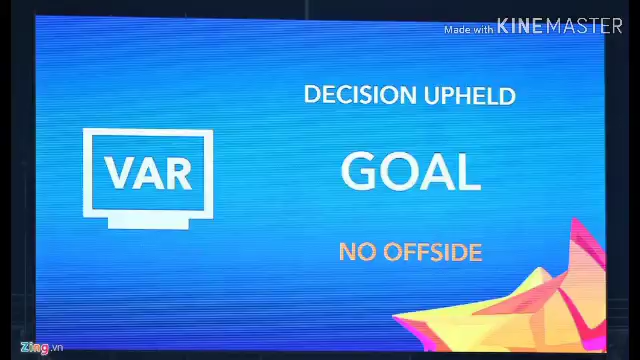 Made with KINEMASTER
DECISION UPHELD
VAR
GOAL
NO OFFSIDE
Zing.vn